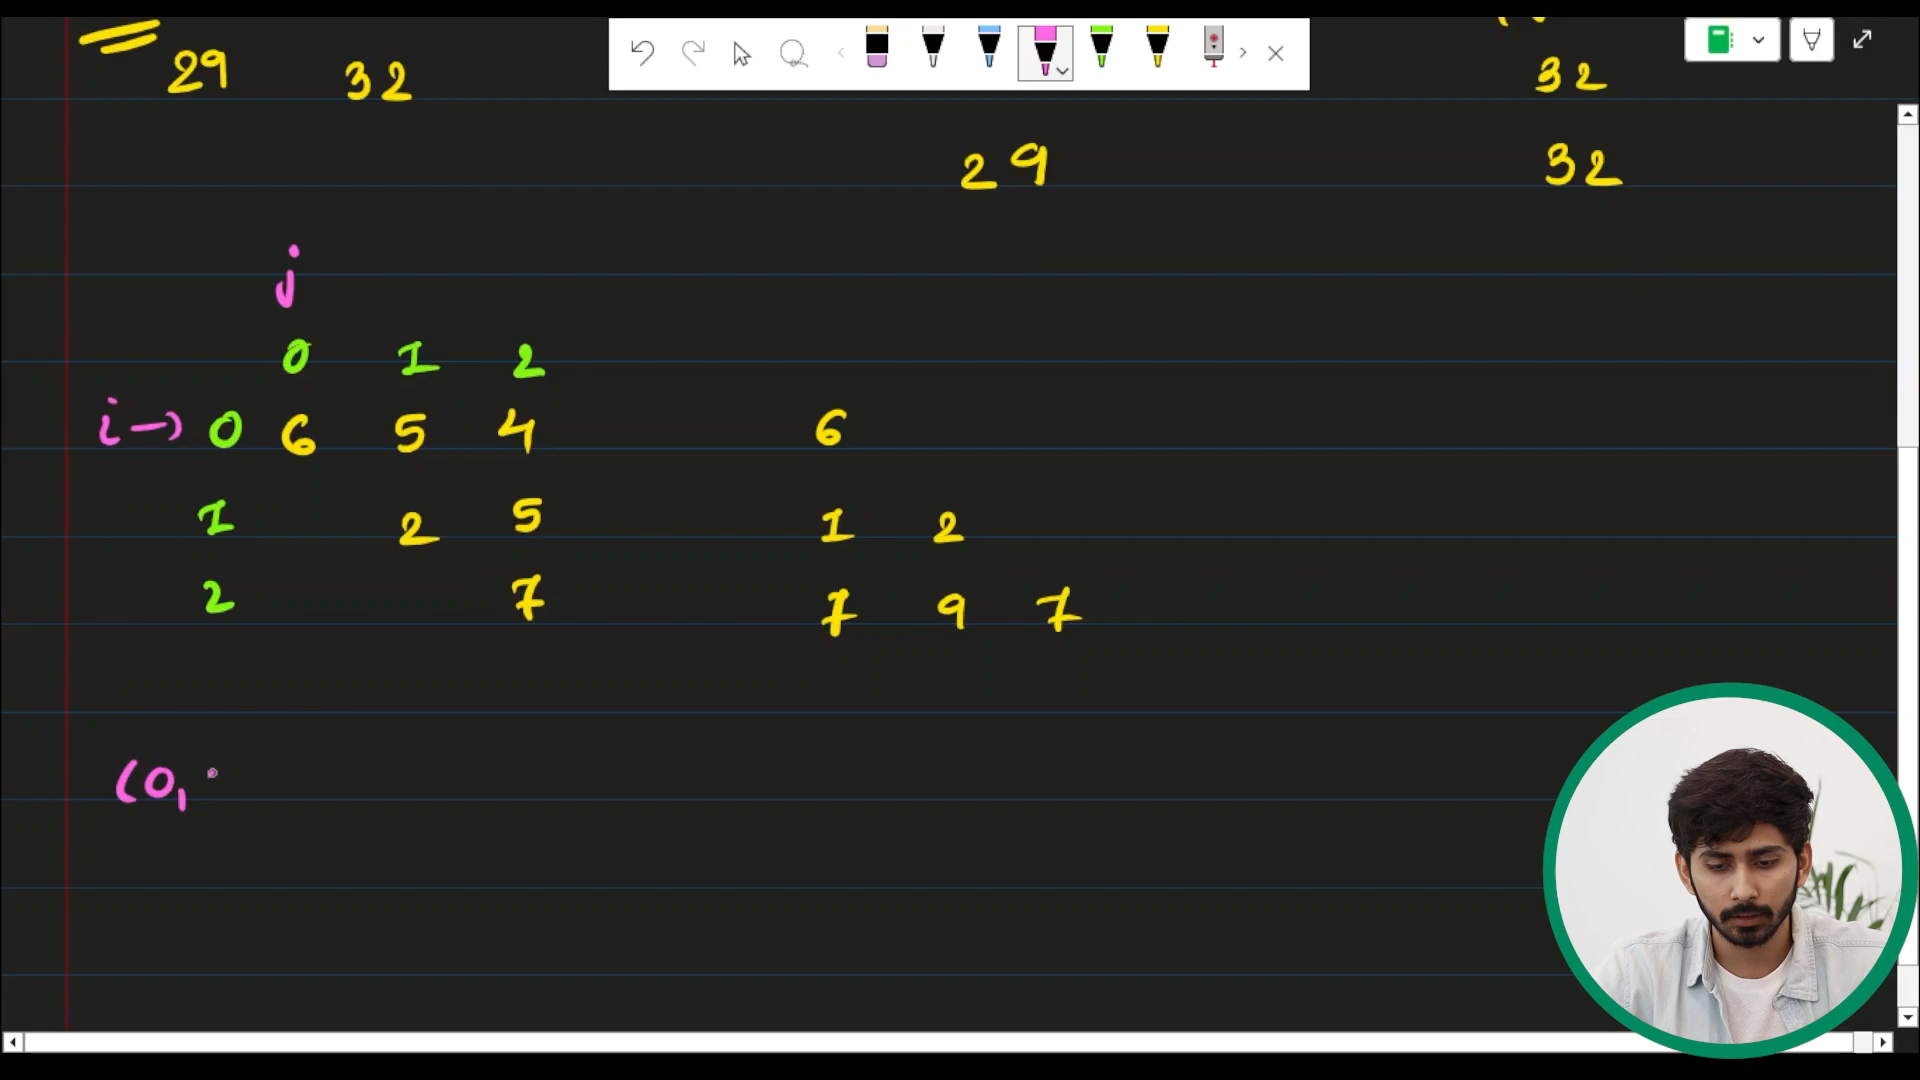 29 32 32
29 32
j
0 1 2
i→ 0 6 5 4 6
1 2 5 1 2
2 7 7 9 7
(0,